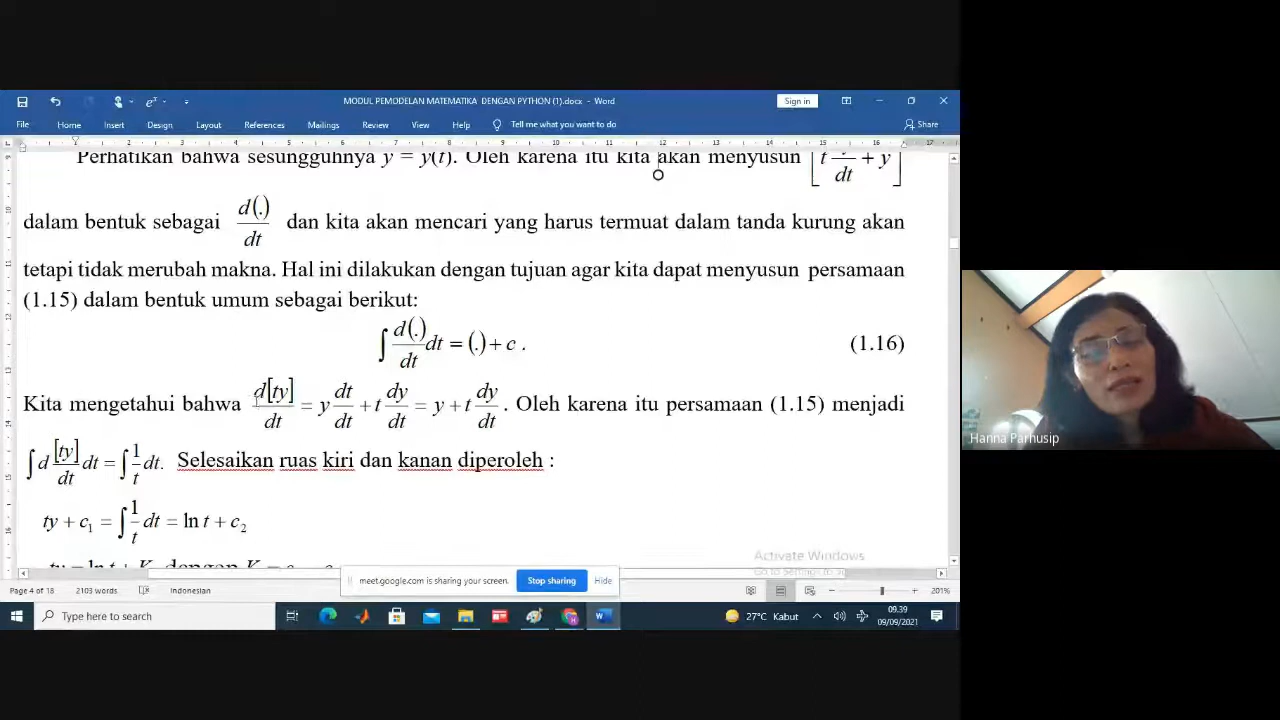 MODUL PEMODELAN MATEMATIKA DENGAN PYTHON (1).docx - Word
Sign in
File Home Insert Design Layout References Mailings Review View Help Tell me what you want to do Share
Perhatikan bahwa sesungguhnya y = y(t). Oleh karena itu kita akan menyusun [t dy/dt + y]
dalam bentuk sebagai d(.)/dt dan kita akan mencari yang harus termuat dalam tanda kurung akan
tetapi tidak merubah makna. Hal ini dilakukan dengan tujuan agar kita dapat menyusun persamaan
(1.15) dalam bentuk umum sebagai berikut:
∫ d(.)/dt dt = (.) + c . (1.16)
Kita mengetahui bahwa d[ty]/dt = y dt/dt + t dy/dt = y + t dy/dt . Oleh karena itu persamaan (1.15) menjadi
∫ d [ty]/dt dt = ∫ 1/t dt. Selesaikan ruas kiri dan kanan diperoleh :
ty + c₁ = ∫ 1/t dt = ln t + c₂
ty = ln t + K dengan K = c
Activate Windows
meet.google.com is sharing your screen. Stop sharing Hide
Page 4 of 18 2103 words Indonesian 201%
Type here to search
27°C Kabut
09.39
09/09/2021
Hanna Parhusip